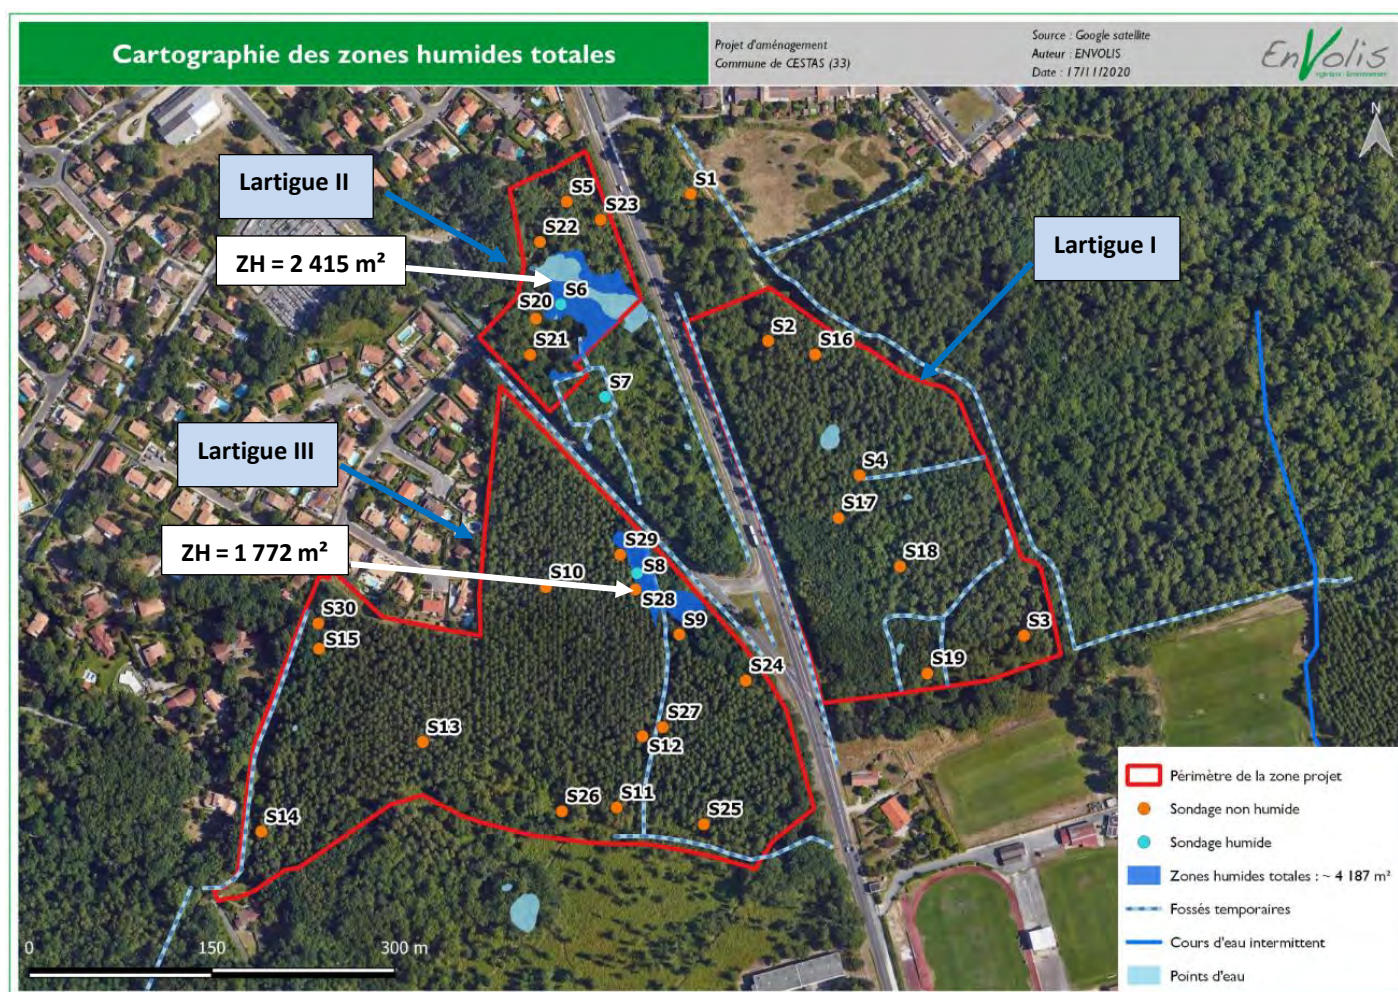 Cartographie des zones humides totales
Projet d'aménagement
Commune de CESTAS (33)
Source : Google satellite
Auteur : ENVOLIS
Date : 17/11/2020
EnVolis
N
Lartigue II
ZH = 2 415 m²
Lartigue I
Lartigue III
ZH = 1 772 m²
S1
S5
S23
S22
S6
S20
S21
S7
S2
S16
S4
S17
S18
S3
S19
S29
S8
S10
S28
S9
S24
S30
S15
S13
S27
S12
S26
S11
S25
S14
0 150 300 m
Périmètre de la zone projet
Sondage non humide
Sondage humide
Zones humides totales : ~ 4 187 m²
Fossés temporaires
Cours d'eau intermittent
Points d'eau